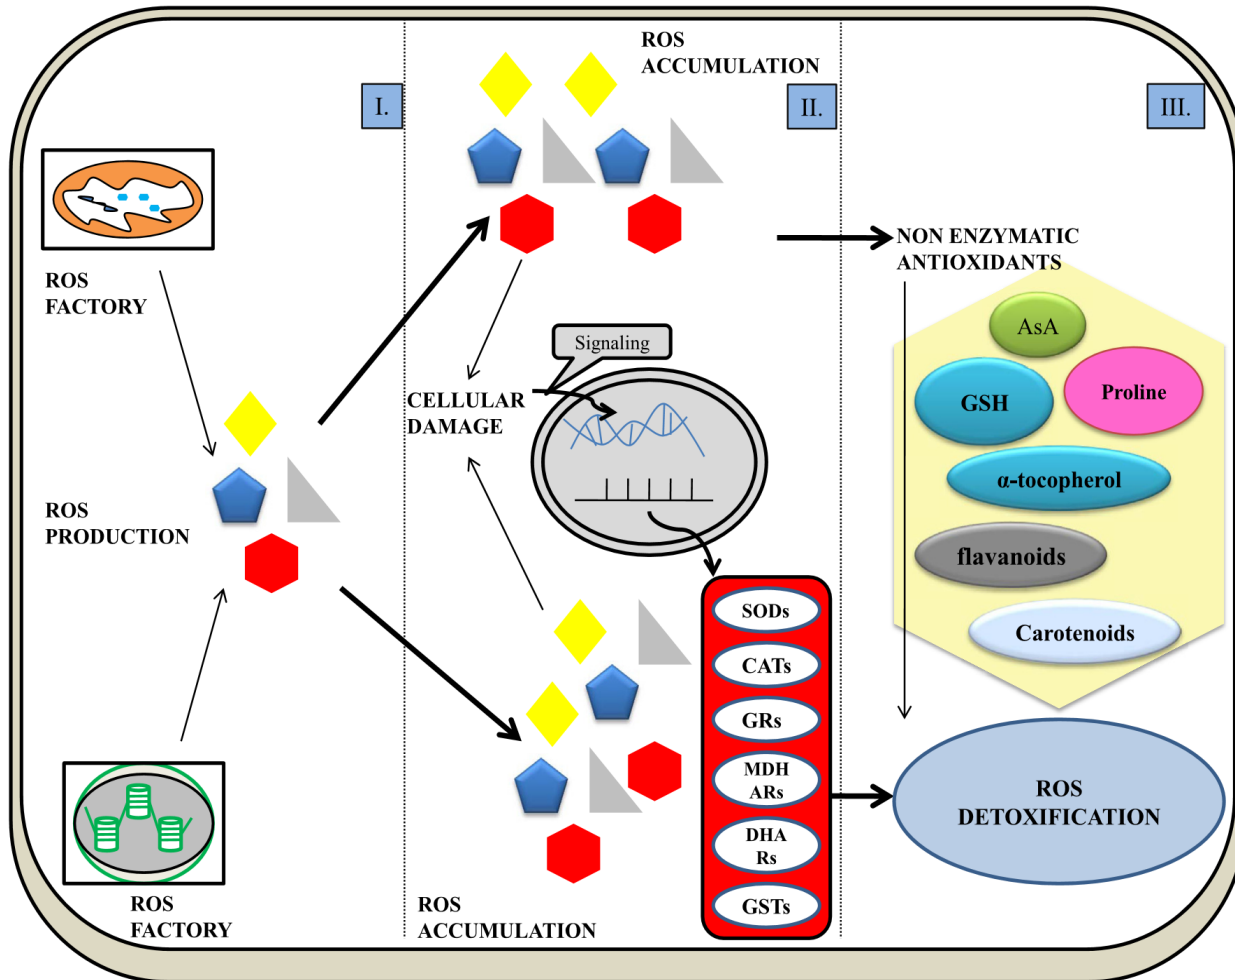 I.
ROS
FACTORY
ROS
PRODUCTION
ROS
FACTORY
ROS
ACCUMULATION
II.
Signaling
CELLULAR
DAMAGE
SODs
CATs
GRs
MDH
ARs
DHA
Rs
GSTs
ROS
ACCUMULATION
III.
NON ENZYMATIC
ANTIOXIDANTS
AsA
GSH
Proline
α-tocopherol
flavanoids
Carotenoids
ROS
DETOXIFICATION